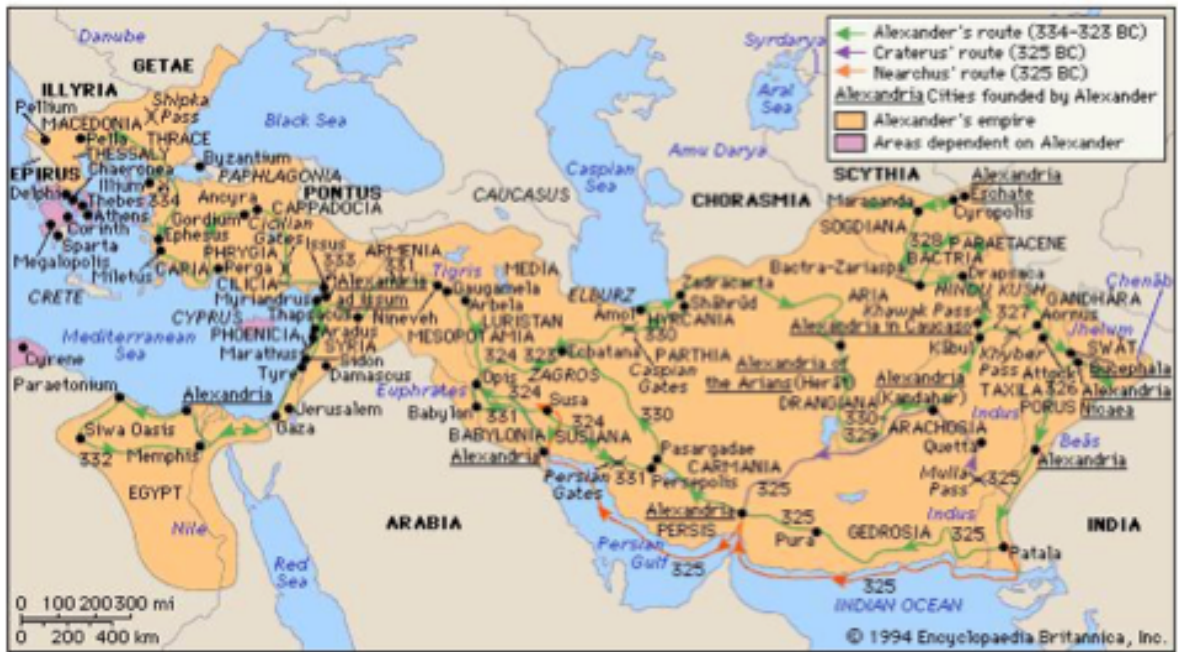 Alexander's route (334–323 BC)
Craterus' route (325 BC)
Nearchus' route (325 BC)
Alexandria Cities founded by Alexander
Alexander's empire
Areas dependent on Alexander
Danube
GETAE
ILLYRIA
Pellium
Shipka
Pass
MACEDONIA
Pella
THRACE
THESSALY
Byzantium
Black Sea
EPIRUS
Chaeronea
PAPHLAGONIA
Delphi
Illium
PONTUS
CAUCASUS
Thebes
334
Ancyra
Athens
Gordium
CAPPADOCIA
Corinth
Cicilian
Gates
Issus
Sparta
Ephesus
333
ARMENIA
Megalopolis
PHRYGIA
331
Miletus
CARIA
Perga
Tigris
MEDIA
CILICIA
Alexandria
ad Issum
Gaugamela
CRETE
Myriandrus
Arbela
CYPRUS
Thapsacus
Nineveh
LURISTAN
PHOENICIA
Aradus
MESOPOTAMIA
Mediterranean
Sea
SYRIA
Marathus
Sidon
324
323
Ecbatana
Cyrene
Tyre
Damascus
Opis
ZAGROS
Paraetonium
Alexandria
Euphrates
324
Susa
Jerusalem
Babylon
331
324
Siwa Oasis
Gaza
BABYLONIA
SUSIANA
332
Memphis
Alexandria
EGYPT
Persian
Gates
331
Nile
ARABIA
Red
Sea
Syrdarya
Aral
Sea
Amu Darya
Caspian
Sea
SCYTHIA
Alexandria
Eschate
CHORASMIA
Maracanda
Cyropolis
SOGDIANA
328
PARAETACENE
BACTRIA
Bactra-Zariaspa
Drapsaca
Zadracarta
HINDU KUSH
Chenāb
ELBURZ
Shāhrūd
ARIA
GANDHARA
Amol
HYRCANIA
Khawak Pass
327
Aornus
330
Alexandria in Caucaso
Jhelum
PARTHIA
Kābul
Khyber
Pass
SWĀT
Caspian
Gates
Alexandria of
the Arians (Herāt)
Attock
Bucephala
Alexandria
(Kandahar)
TAXILA
326
Alexandria
DRANGIANA
PORUS
Nicaea
330
330
329
Indus
ARACHOSIA
Beās
Pasargadae
Quetta
Alexandria
CARMANIA
Persepolis
Mulla
Pass
325
325
Alexandria
325
Indus
INDIA
PERSIS
GEDROSIA
325
Pura
Patala
Persian
Gulf
325
325
INDIAN OCEAN
0 100 200 300 mi
0 200 400 km
© 1994 Encyclopaedia Britannica, Inc.